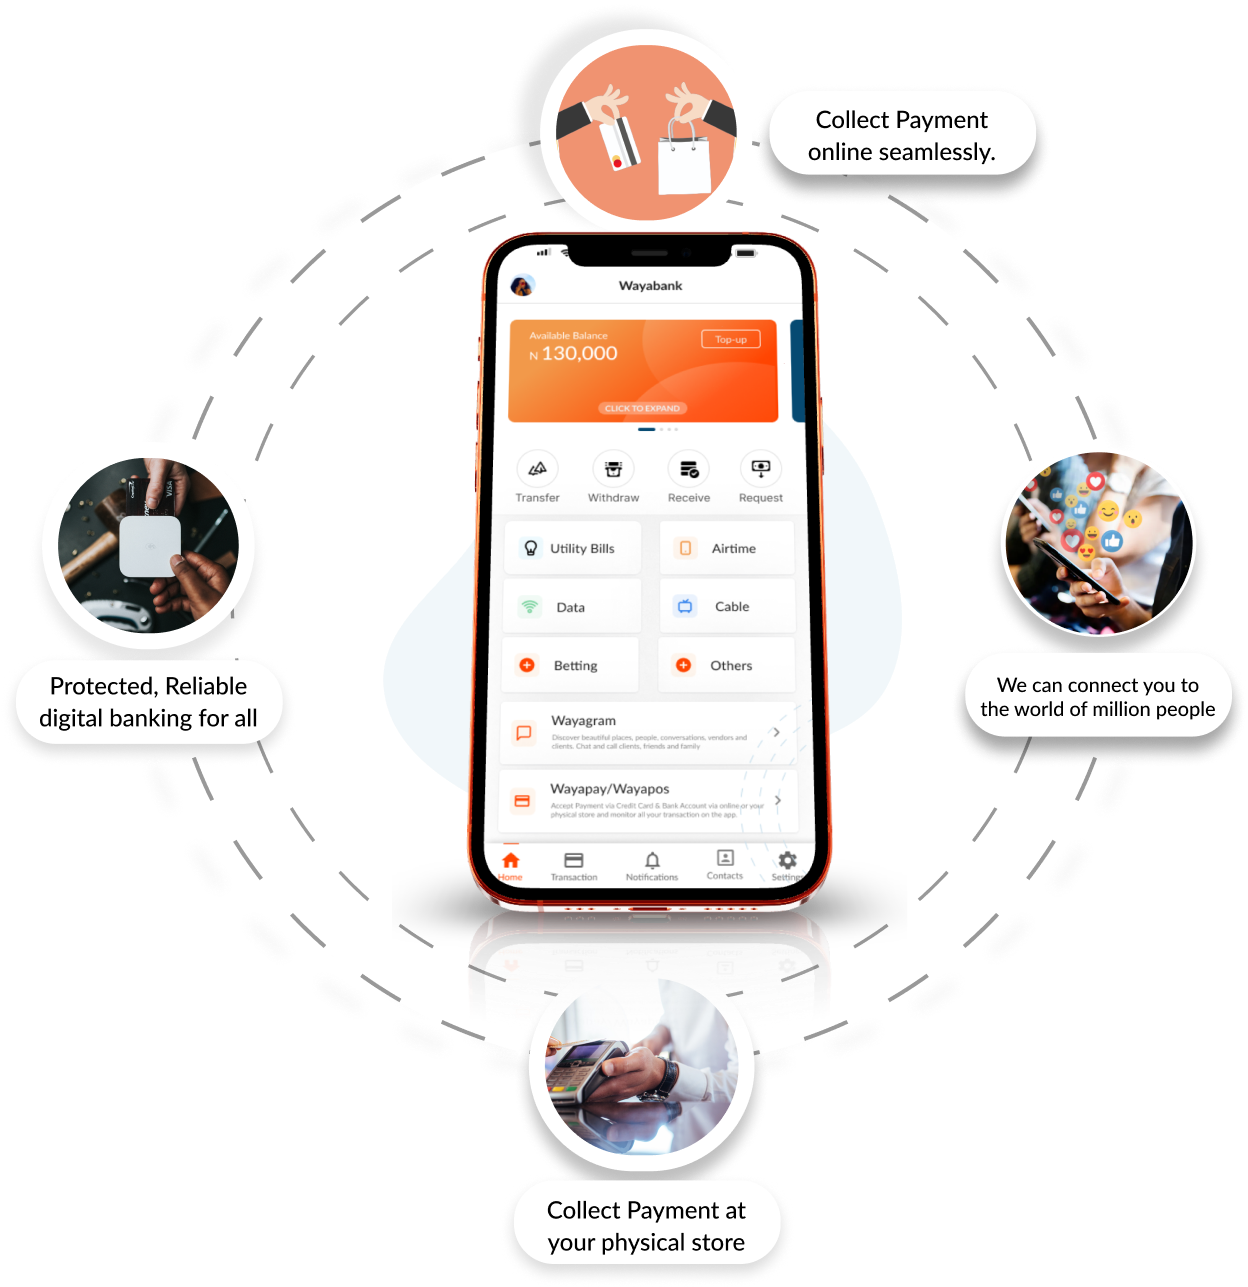 Collect Payment
online seamlessly.
Wayabank
Available Balance
N 130,000
Top-up
CLICK TO EXPAND
Transfer
Withdraw
Receive
Request
Utility Bills
Airtime
Data
Cable
Betting
Others
Wayagram
Discover beautiful places, people, conversations, vendors and
clients. Chat and call clients, friends and family
Wayapay/Wayapos
Accept Payment via Credit Card & Bank Account via online or your
physical store and monitor all your transaction on the app.
Home
Transaction
Notifications
Contacts
Settings
VISA
Protected, Reliable
digital banking for all
We can connect you to
the world of million people
Collect Payment at
your physical store